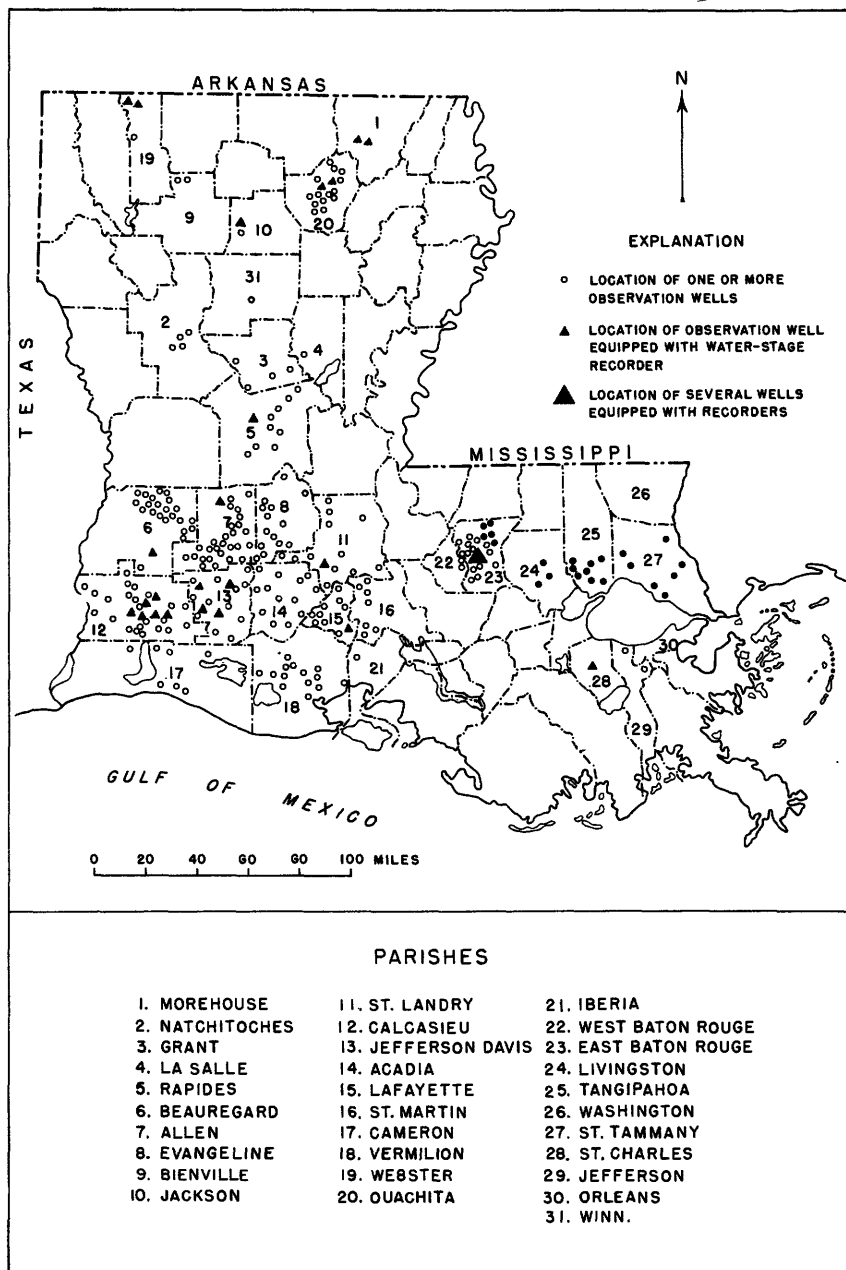 ARKANSAS
N
1
19
20
9
10
EXPLANATION
31
○ LOCATION OF ONE OR MORE
OBSERVATION WELLS
2
▲ LOCATION OF OBSERVATION WELL
EQUIPPED WITH WATER-STAGE
RECORDER
3
4
TEXAS
▲ LOCATION OF SEVERAL WELLS
EQUIPPED WITH RECORDERS
5
MISSISSIPPI
26
6
7
8
11
25
22
23
24
27
12
13
14
15
16
30
17
21
28
18
29
GULF OF MEXICO
0 20 40 60 80 100 MILES
PARISHES
1. MOREHOUSE
2. NATCHITOCHES
3. GRANT
4. LA SALLE
5. RAPIDES
6. BEAUREGARD
7. ALLEN
8. EVANGELINE
9. BIENVILLE
10. JACKSON
11. ST. LANDRY
12. CALCASIEU
13. JEFFERSON DAVIS
14. ACADIA
15. LAFAYETTE
16. ST. MARTIN
17. CAMERON
18. VERMILION
19. WEBSTER
20. OUACHITA
21. IBERIA
22. WEST BATON ROUGE
23. EAST BATON ROUGE
24. LIVINGSTON
25. TANGIPAHOA
26. WASHINGTON
27. ST. TAMMANY
28. ST. CHARLES
29. JEFFERSON
30. ORLEANS
31. WINN.